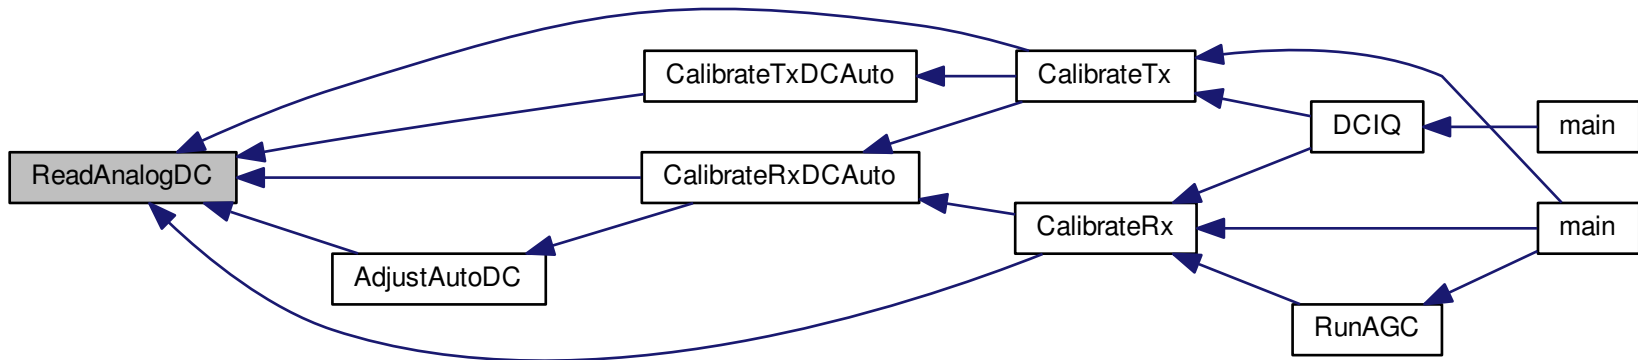 ReadAnalogDC
CalibrateTxDCAuto
CalibrateRxDCAuto
AdjustAutoDC
CalibrateTx
CalibrateRx
DCIQ
RunAGC
main
main